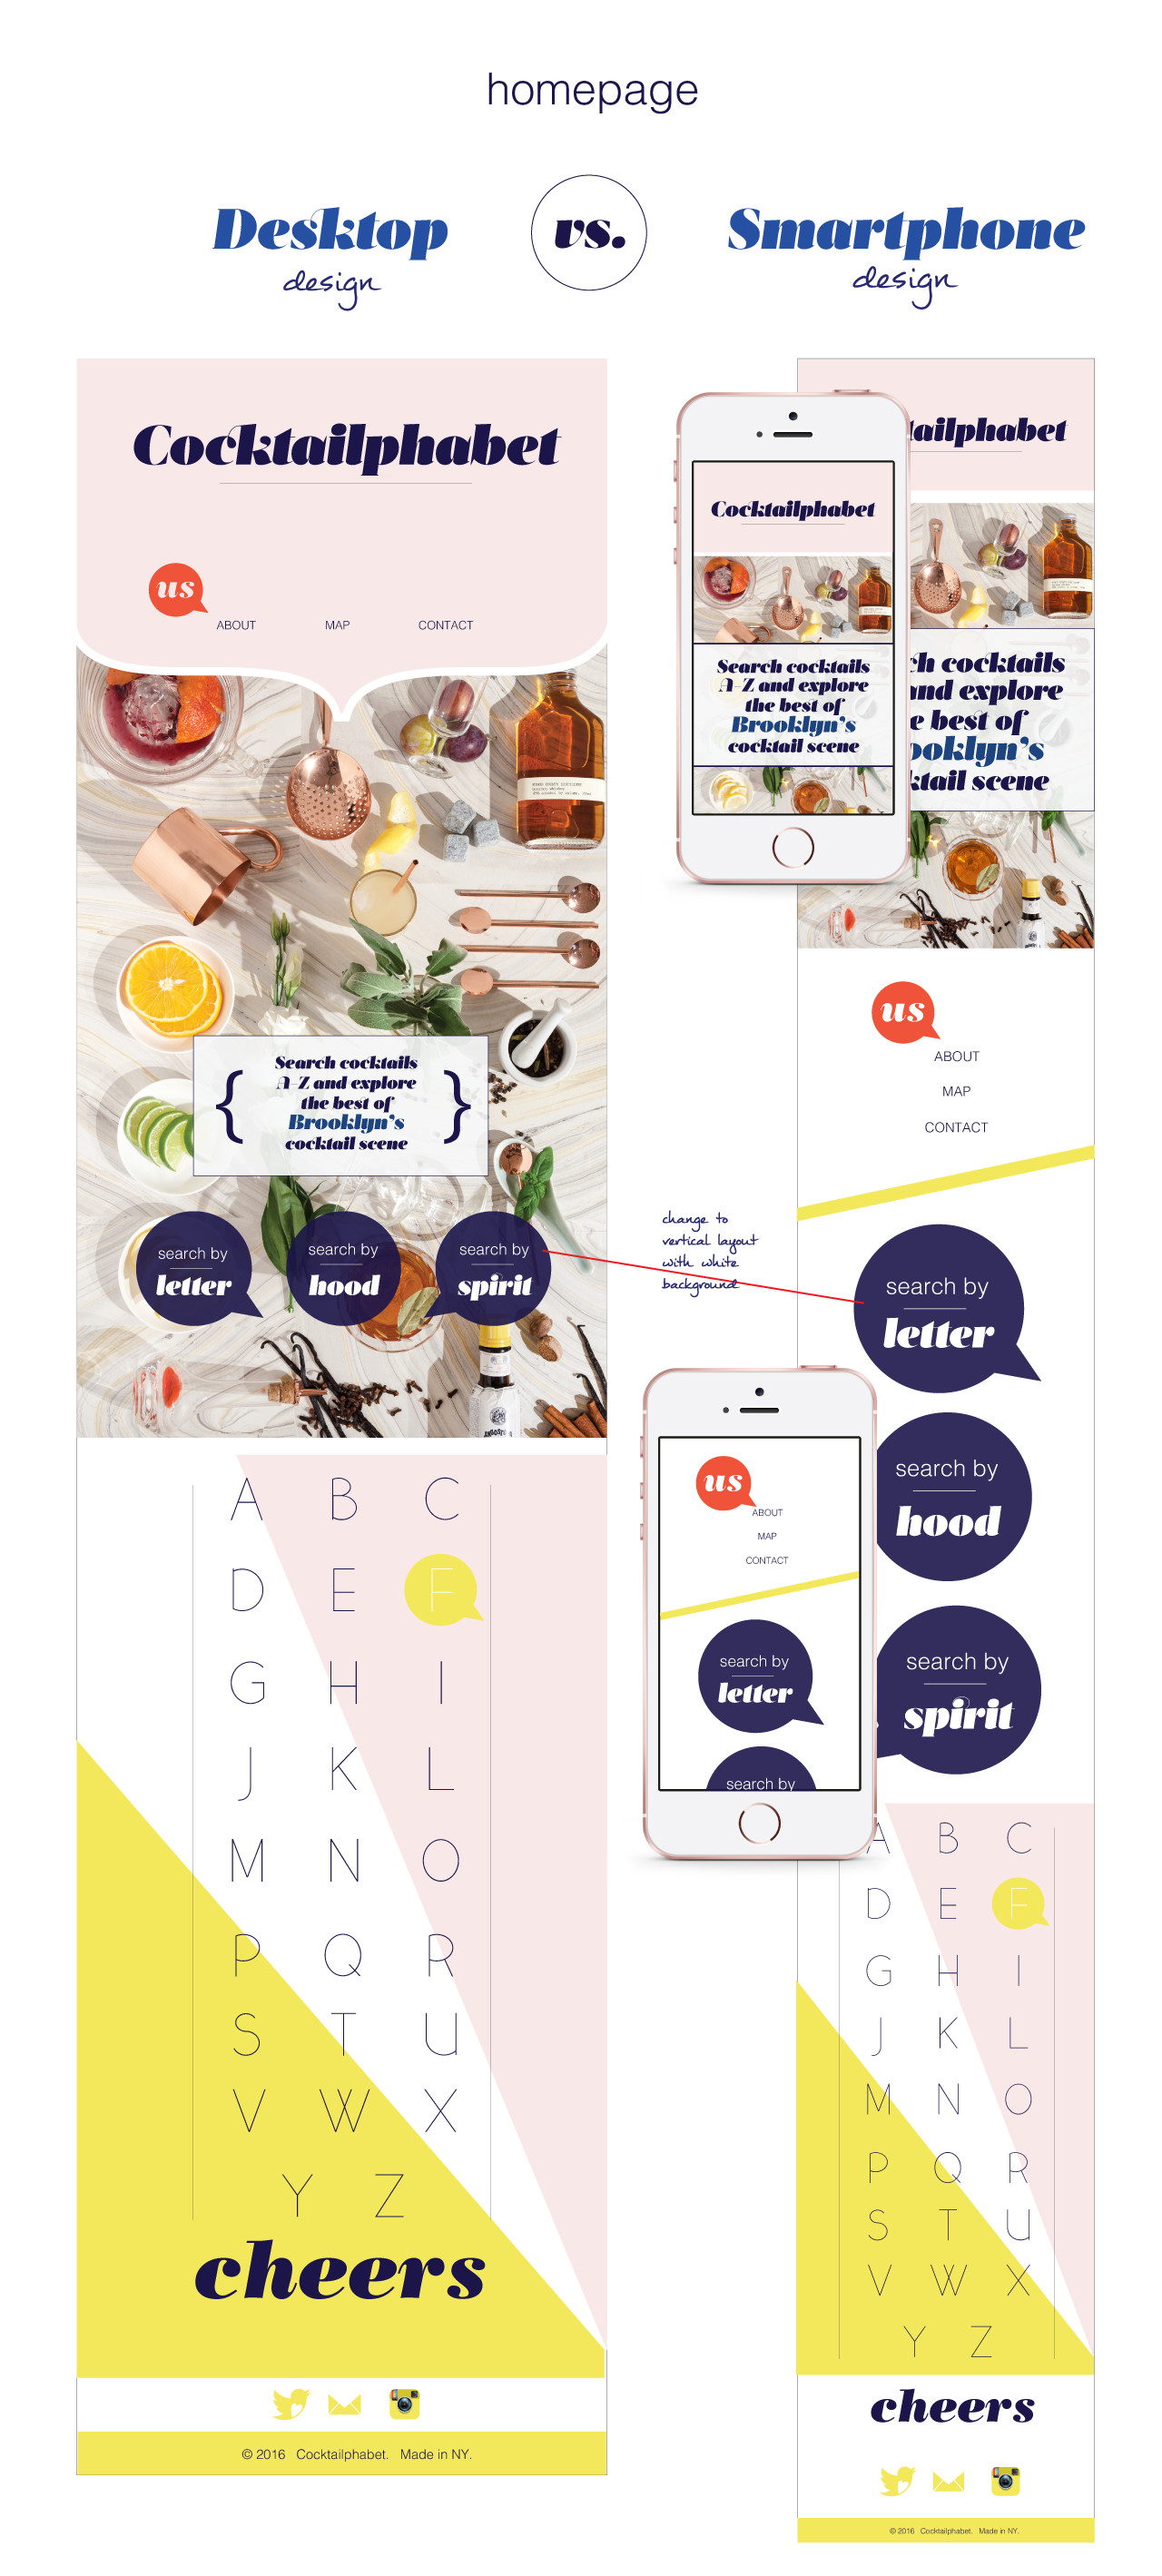 homepage
Desktop
design
vs.
Smartphone
design
Cocktailphabet
us
ABOUT
MAP
CONTACT
{ Search cocktails
A-Z and explore
the best of
Brooklyn's
cocktail scene }
search by
letter
search by
hood
search by
spirit
A B C
D E F
G H I
J K L
M N O
P Q R
S T U
V W X
Y Z
cheers
© 2016 Cocktailphabet. Made in NY.
Cocktailphabet
Search cocktails
A-Z and explore
the best of
Brooklyn's
cocktail scene
tailphabet
ch cocktails
and explore
e best of
ooklyn's
ktail scene
us
ABOUT
MAP
CONTACT
change to
vertical layout
with white
background
search by
letter
search by
hood
search by
spirit
us
ABOUT
MAP
CONTACT
search by
letter
search by
A B C
D E F
G H I
J K L
M N O
P Q R
S T U
V W X
Y Z
cheers
© 2016 Cocktailphabet. Made in NY.